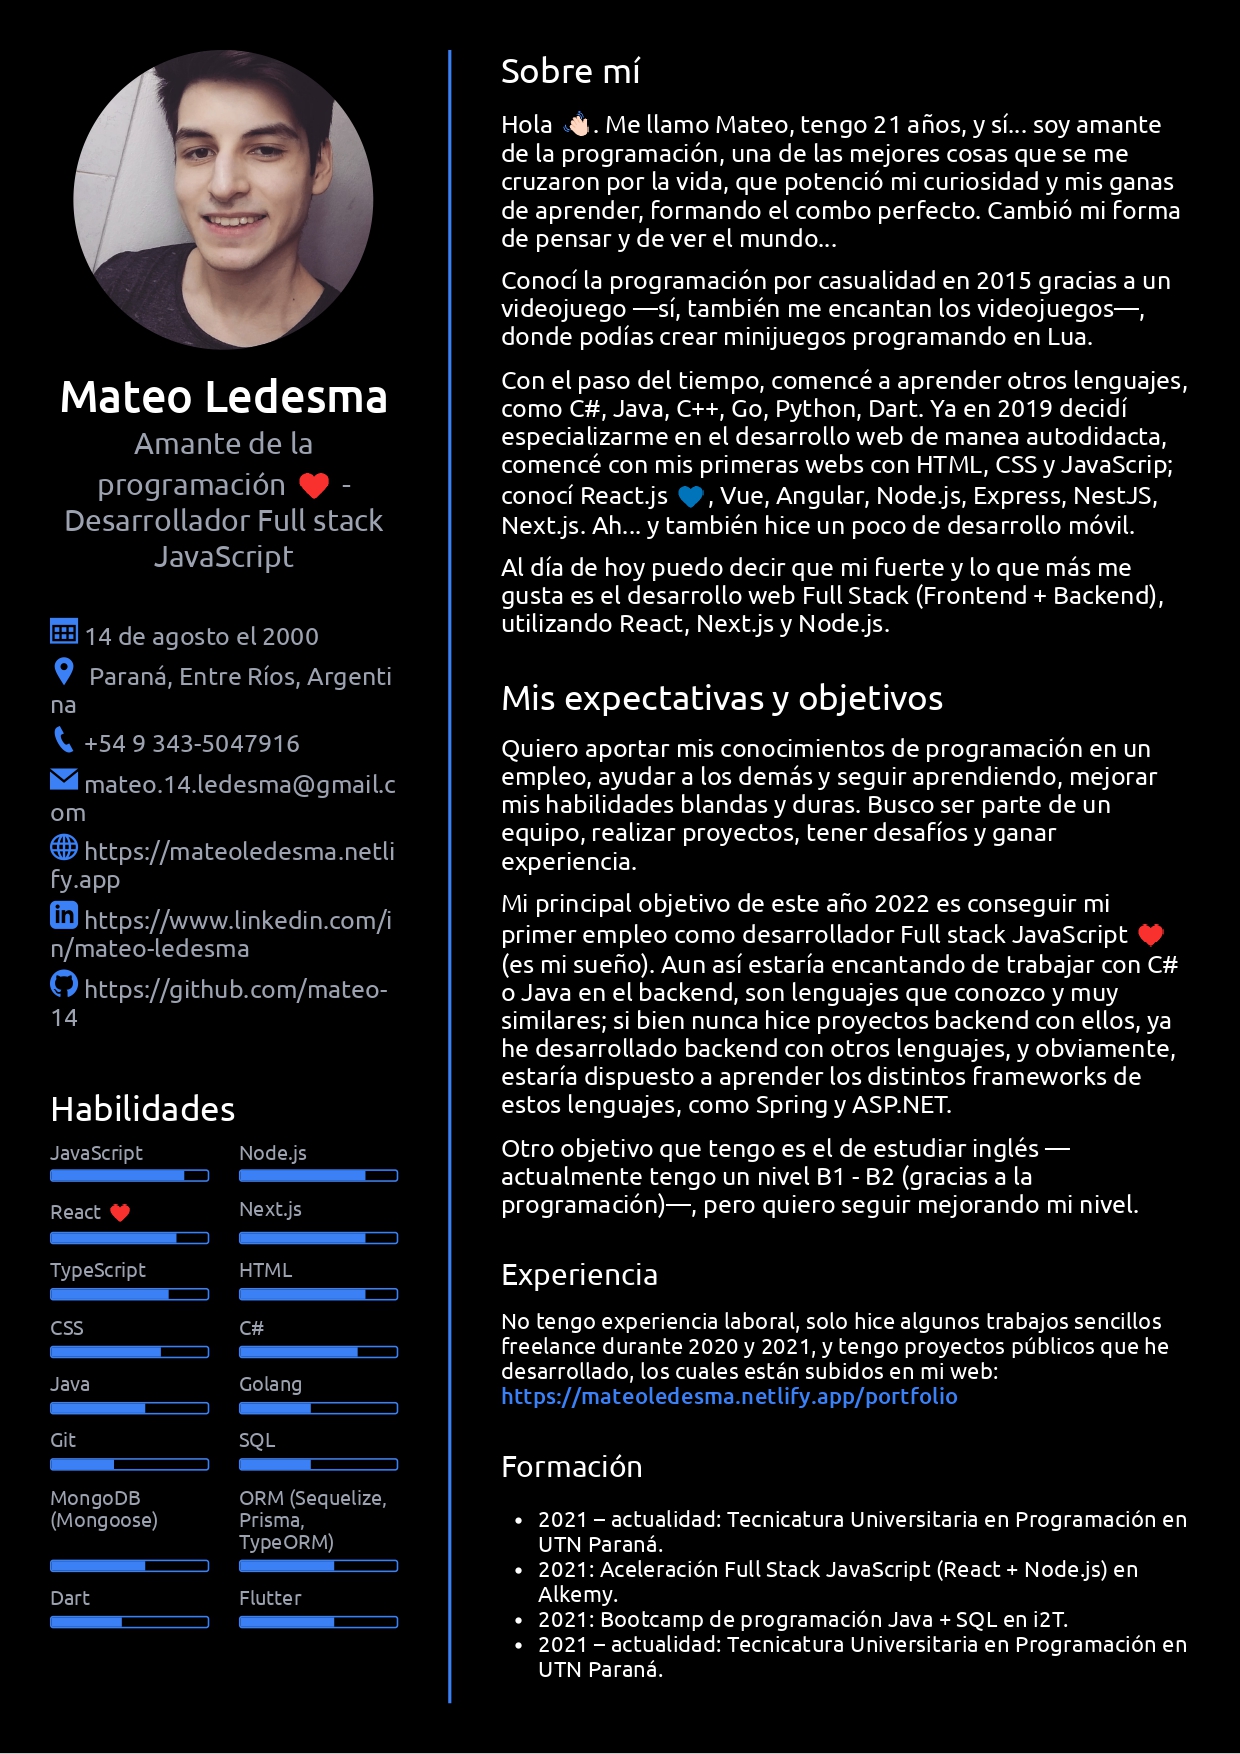 Mateo Ledesma
Amante de la
programación ❤ -
Desarrollador Full stack
JavaScript
14 de agosto el 2000
Paraná, Entre Ríos, Argenti
na
+54 9 343-5047916
mateo.14.ledesma@gmail.c
om
https://mateoledesma.netli
fy.app
https://www.linkedin.com/i
n/mateo-ledesma
https://github.com/mateo-
14
Habilidades
JavaScript
Node.js
React ❤
Next.js
TypeScript
HTML
CSS
C#
Java
Golang
Git
SQL
MongoDB
(Mongoose)
ORM (Sequelize,
Prisma,
TypeORM)
Dart
Flutter
Sobre mí
Hola 👋🏻. Me llamo Mateo, tengo 21 años, y sí... soy amante
de la programación, una de las mejores cosas que se me
cruzaron por la vida, que potenció mi curiosidad y mis ganas
de aprender, formando el combo perfecto. Cambió mi forma
de pensar y de ver el mundo...
Conocí la programación por casualidad en 2015 gracias a un
videojuego —sí, también me encantan los videojuegos—,
donde podías crear minijuegos programando en Lua.
Con el paso del tiempo, comencé a aprender otros lenguajes,
como C#, Java, C++, Go, Python, Dart. Ya en 2019 decidí
especializarme en el desarrollo web de manea autodidacta,
comencé con mis primeras webs con HTML, CSS y JavaScrip;
conocí React.js 💙, Vue, Angular, Node.js, Express, NestJS,
Next.js. Ah... y también hice un poco de desarrollo móvil.
Al día de hoy puedo decir que mi fuerte y lo que más me
gusta es el desarrollo web Full Stack (Frontend + Backend),
utilizando React, Next.js y Node.js.
Mis expectativas y objetivos
Quiero aportar mis conocimientos de programación en un
empleo, ayudar a los demás y seguir aprendiendo, mejorar
mis habilidades blandas y duras. Busco ser parte de un
equipo, realizar proyectos, tener desafíos y ganar
experiencia.
Mi principal objetivo de este año 2022 es conseguir mi
primer empleo como desarrollador Full stack JavaScript ❤
(es mi sueño). Aun así estaría encantando de trabajar con C#
o Java en el backend, son lenguajes que conozco y muy
similares; si bien nunca hice proyectos backend con ellos, ya
he desarrollado backend con otros lenguajes, y obviamente,
estaría dispuesto a aprender los distintos frameworks de
estos lenguajes, como Spring y ASP.NET.
Otro objetivo que tengo es el de estudiar inglés —
actualmente tengo un nivel B1 - B2 (gracias a la
programación)—, pero quiero seguir mejorando mi nivel.
Experiencia
No tengo experiencia laboral, solo hice algunos trabajos sencillos
freelance durante 2020 y 2021, y tengo proyectos públicos que he
desarrollado, los cuales están subidos en mi web:
https://mateoledesma.netlify.app/portfolio
Formación
• 2021 – actualidad: Tecnicatura Universitaria en Programación en
UTN Paraná.
• 2021: Aceleración Full Stack JavaScript (React + Node.js) en
Alkemy.
• 2021: Bootcamp de programación Java + SQL en i2T.
• 2021 – actualidad: Tecnicatura Universitaria en Programación en
UTN Paraná.